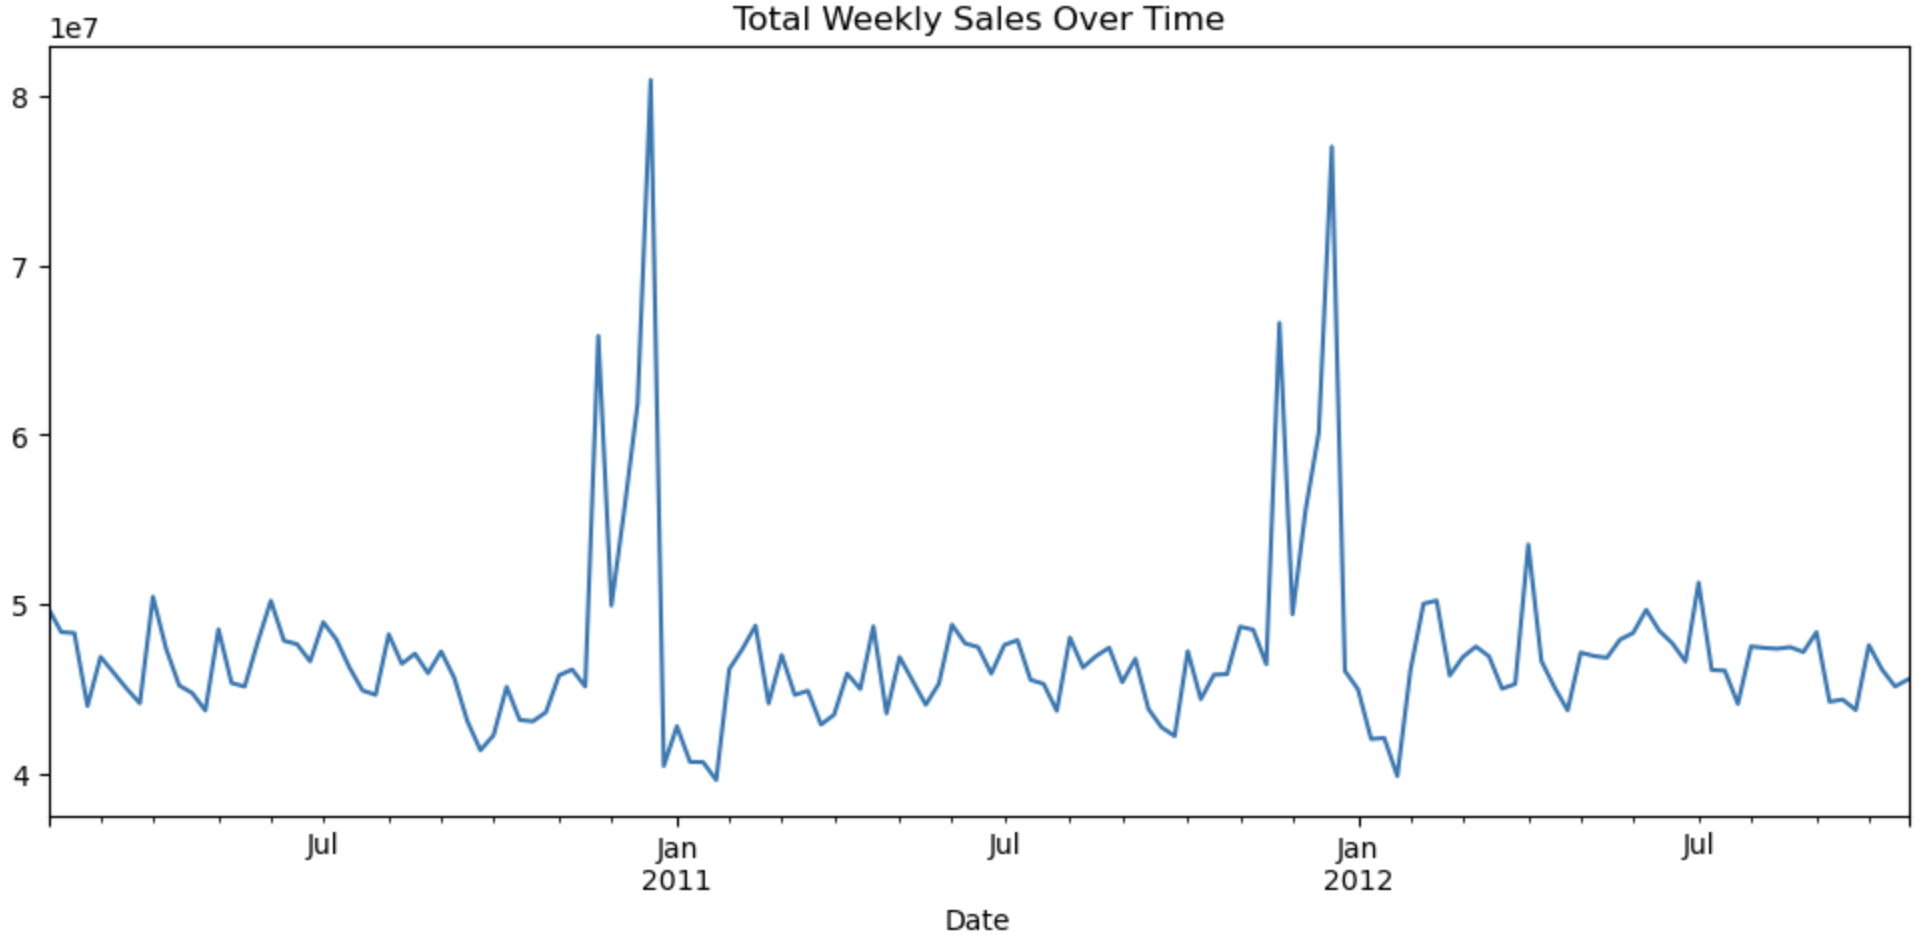 Total Weekly Sales Over Time
1e7
8
7
6
5
4
Jul
Jan
2011
Jul
Jan
2012
Jul
Date